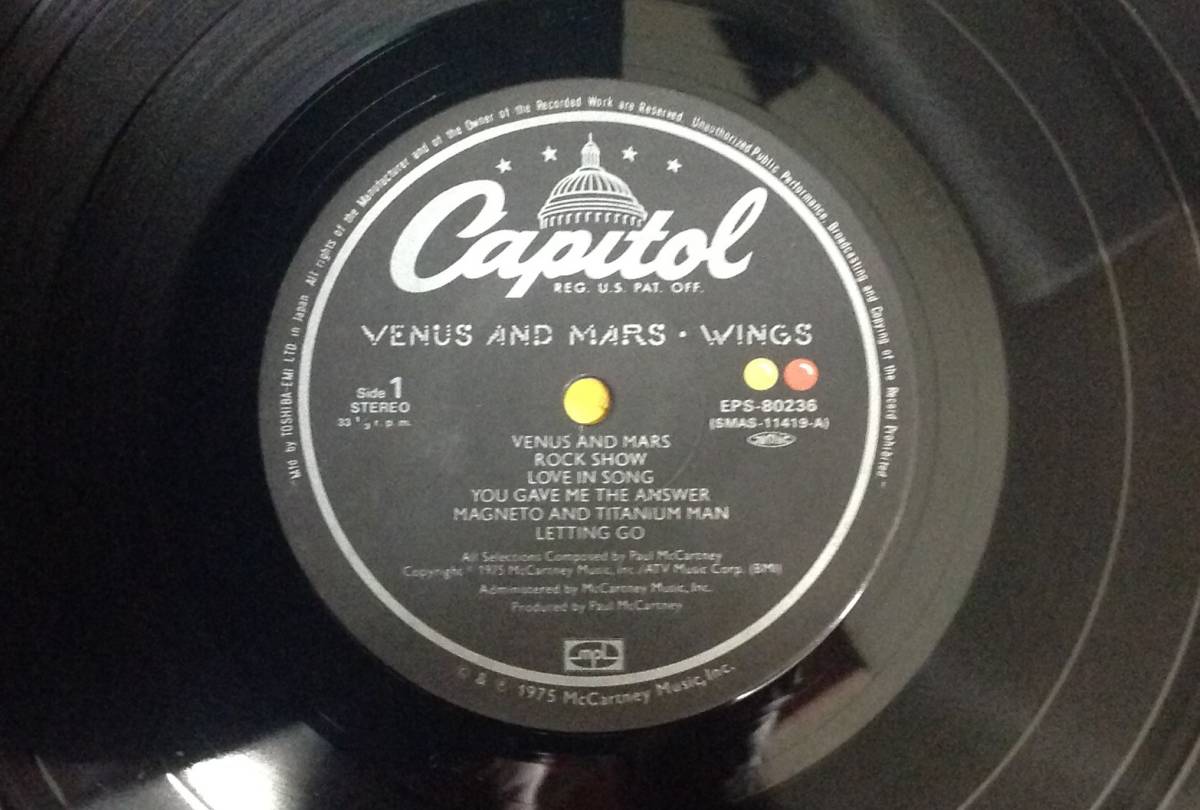 "Mfd by TOSHIBA-EMI LTD in Japan All rights of the Manufacturer and of the Owner of the Recorded Work are Reserved. Unauthorized Public Performance, Broadcasting and Copying of the Record Prohibited"
Capitol
REG. U.S. PAT. OFF.
VENUS AND MARS · WINGS
Side 1
STEREO
33 1/3 r. p. m.
EPS-80236
(SMAS-11419-A)
VENUS AND MARS
ROCK SHOW
LOVE IN SONG
YOU GAVE ME THE ANSWER
MAGNETO AND TITANIUM MAN
LETTING GO
All Selections Composed by Paul McCartney
Copyright © 1975 McCartney Music, Inc./ATV Music Corp. (BMI)
Administered by McCartney Music, Inc.
Produced by Paul McCartney
mpl
© & ℗ 1975 McCartney Music, Inc.